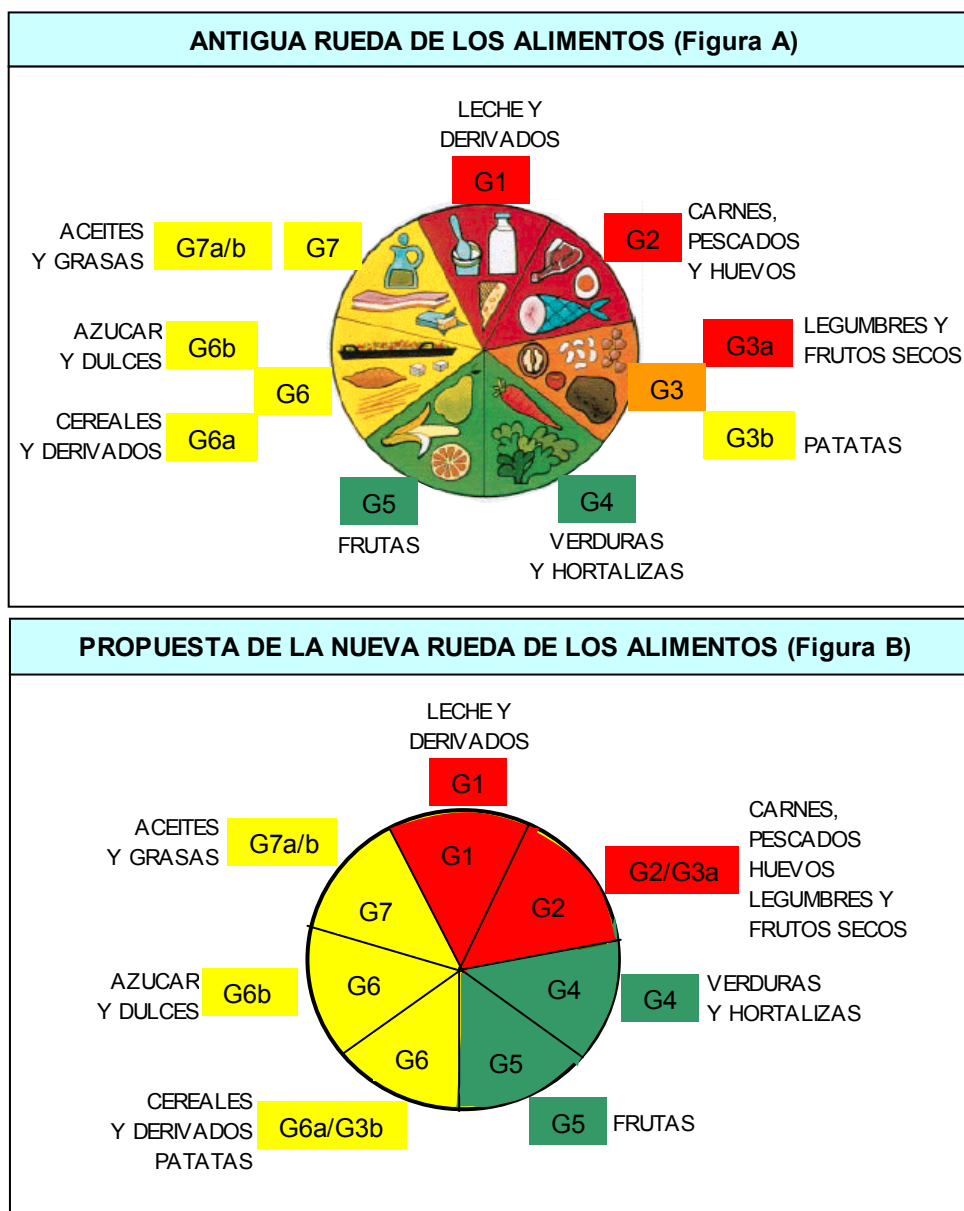 ANTIGUA RUEDA DE LOS ALIMENTOS (Figura A)
LECHE Y
DERIVADOS
G1
CARNES,
PESCADOS
Y HUEVOS
G2
ACEITES
Y GRASAS
G7a/b
G7
AZUCAR
Y DULCES
G6b
G6
LEGUMBRES Y
FRUTOS SECOS
G3a
G3
CEREALES
Y DERIVADOS
G6a
G3b
PATATAS
G5
FRUTAS
G4
VERDURAS
Y HORTALIZAS
PROPUESTA DE LA NUEVA RUEDA DE LOS ALIMENTOS (Figura B)
LECHE Y
DERIVADOS
G1
ACEITES
Y GRASAS
G7a/b
G1
G2
G7
G2/G3a
CARNES,
PESCADOS
HUEVOS
LEGUMBRES Y
FRUTOS SECOS
AZUCAR
Y DULCES
G6b
G6
G4
G4
VERDURAS
Y HORTALIZAS
G6
G5
CEREALES
Y DERIVADOS
PATATAS
G6a/G3b
G5
FRUTAS